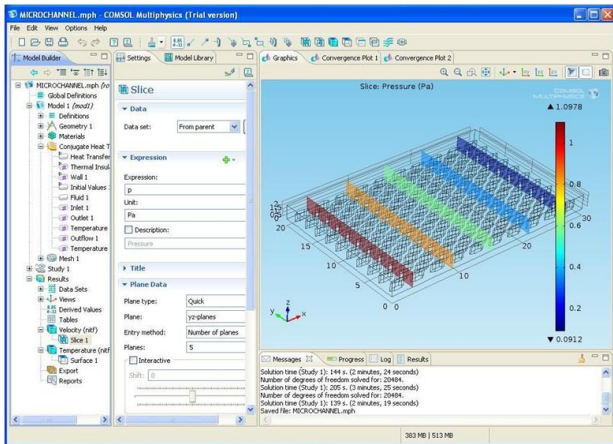 MICROCHANNEL.mph - COMSOL Multiphysics (Trial version)
File Edit View Options Help
Model Builder
Settings Model Library
Graphics Convergence Plot 1 Convergence Plot 2
MICROCHANNEL.mph (ro
Global Definitions
Model 1 (mod1)
Definitions
Geometry 1
Materials
Conjugate Heat T
Heat Transfer
Thermal Insul
Wall 1
Initial Values
Fluid 1
Inlet 1
Outlet 1
Temperature
Outflow 1
Temperature
Mesh 1
Study 1
Results
Data Sets
Views
Derived Values
Tables
Velocity (nitf)
Slice 1
Temperature (nitf
Surface 1
Export
Reports
Slice
Data
Data set: From parent
Expression
Expression:
p
Unit:
Pa
Description:
Pressure
Title
Plane Data
Plane type: Quick
Plane: yz-planes
Entry method: Number of planes
Planes: 5
Interactive
Shift: 0
Slice: Pressure (Pa)
COMSOL
MULTIPHYSICS
▲ 1.0978
1
0.8
0.6
0.4
0.2
▼ 0.0912
20
15
10
5
0 0
10
20
z
y x
Messages Progress Log Results
Solution time (Study 1): 144 s. (2 minutes, 24 seconds)
Number of degrees of freedom solved for: 20484.
Solution time (Study 1): 205 s. (3 minutes, 25 seconds)
Number of degrees of freedom solved for: 20484.
Solution time (Study 1): 139 s. (2 minutes, 19 seconds)
Saved file: MICROCHANNEL.mph
383 MB | 513 MB